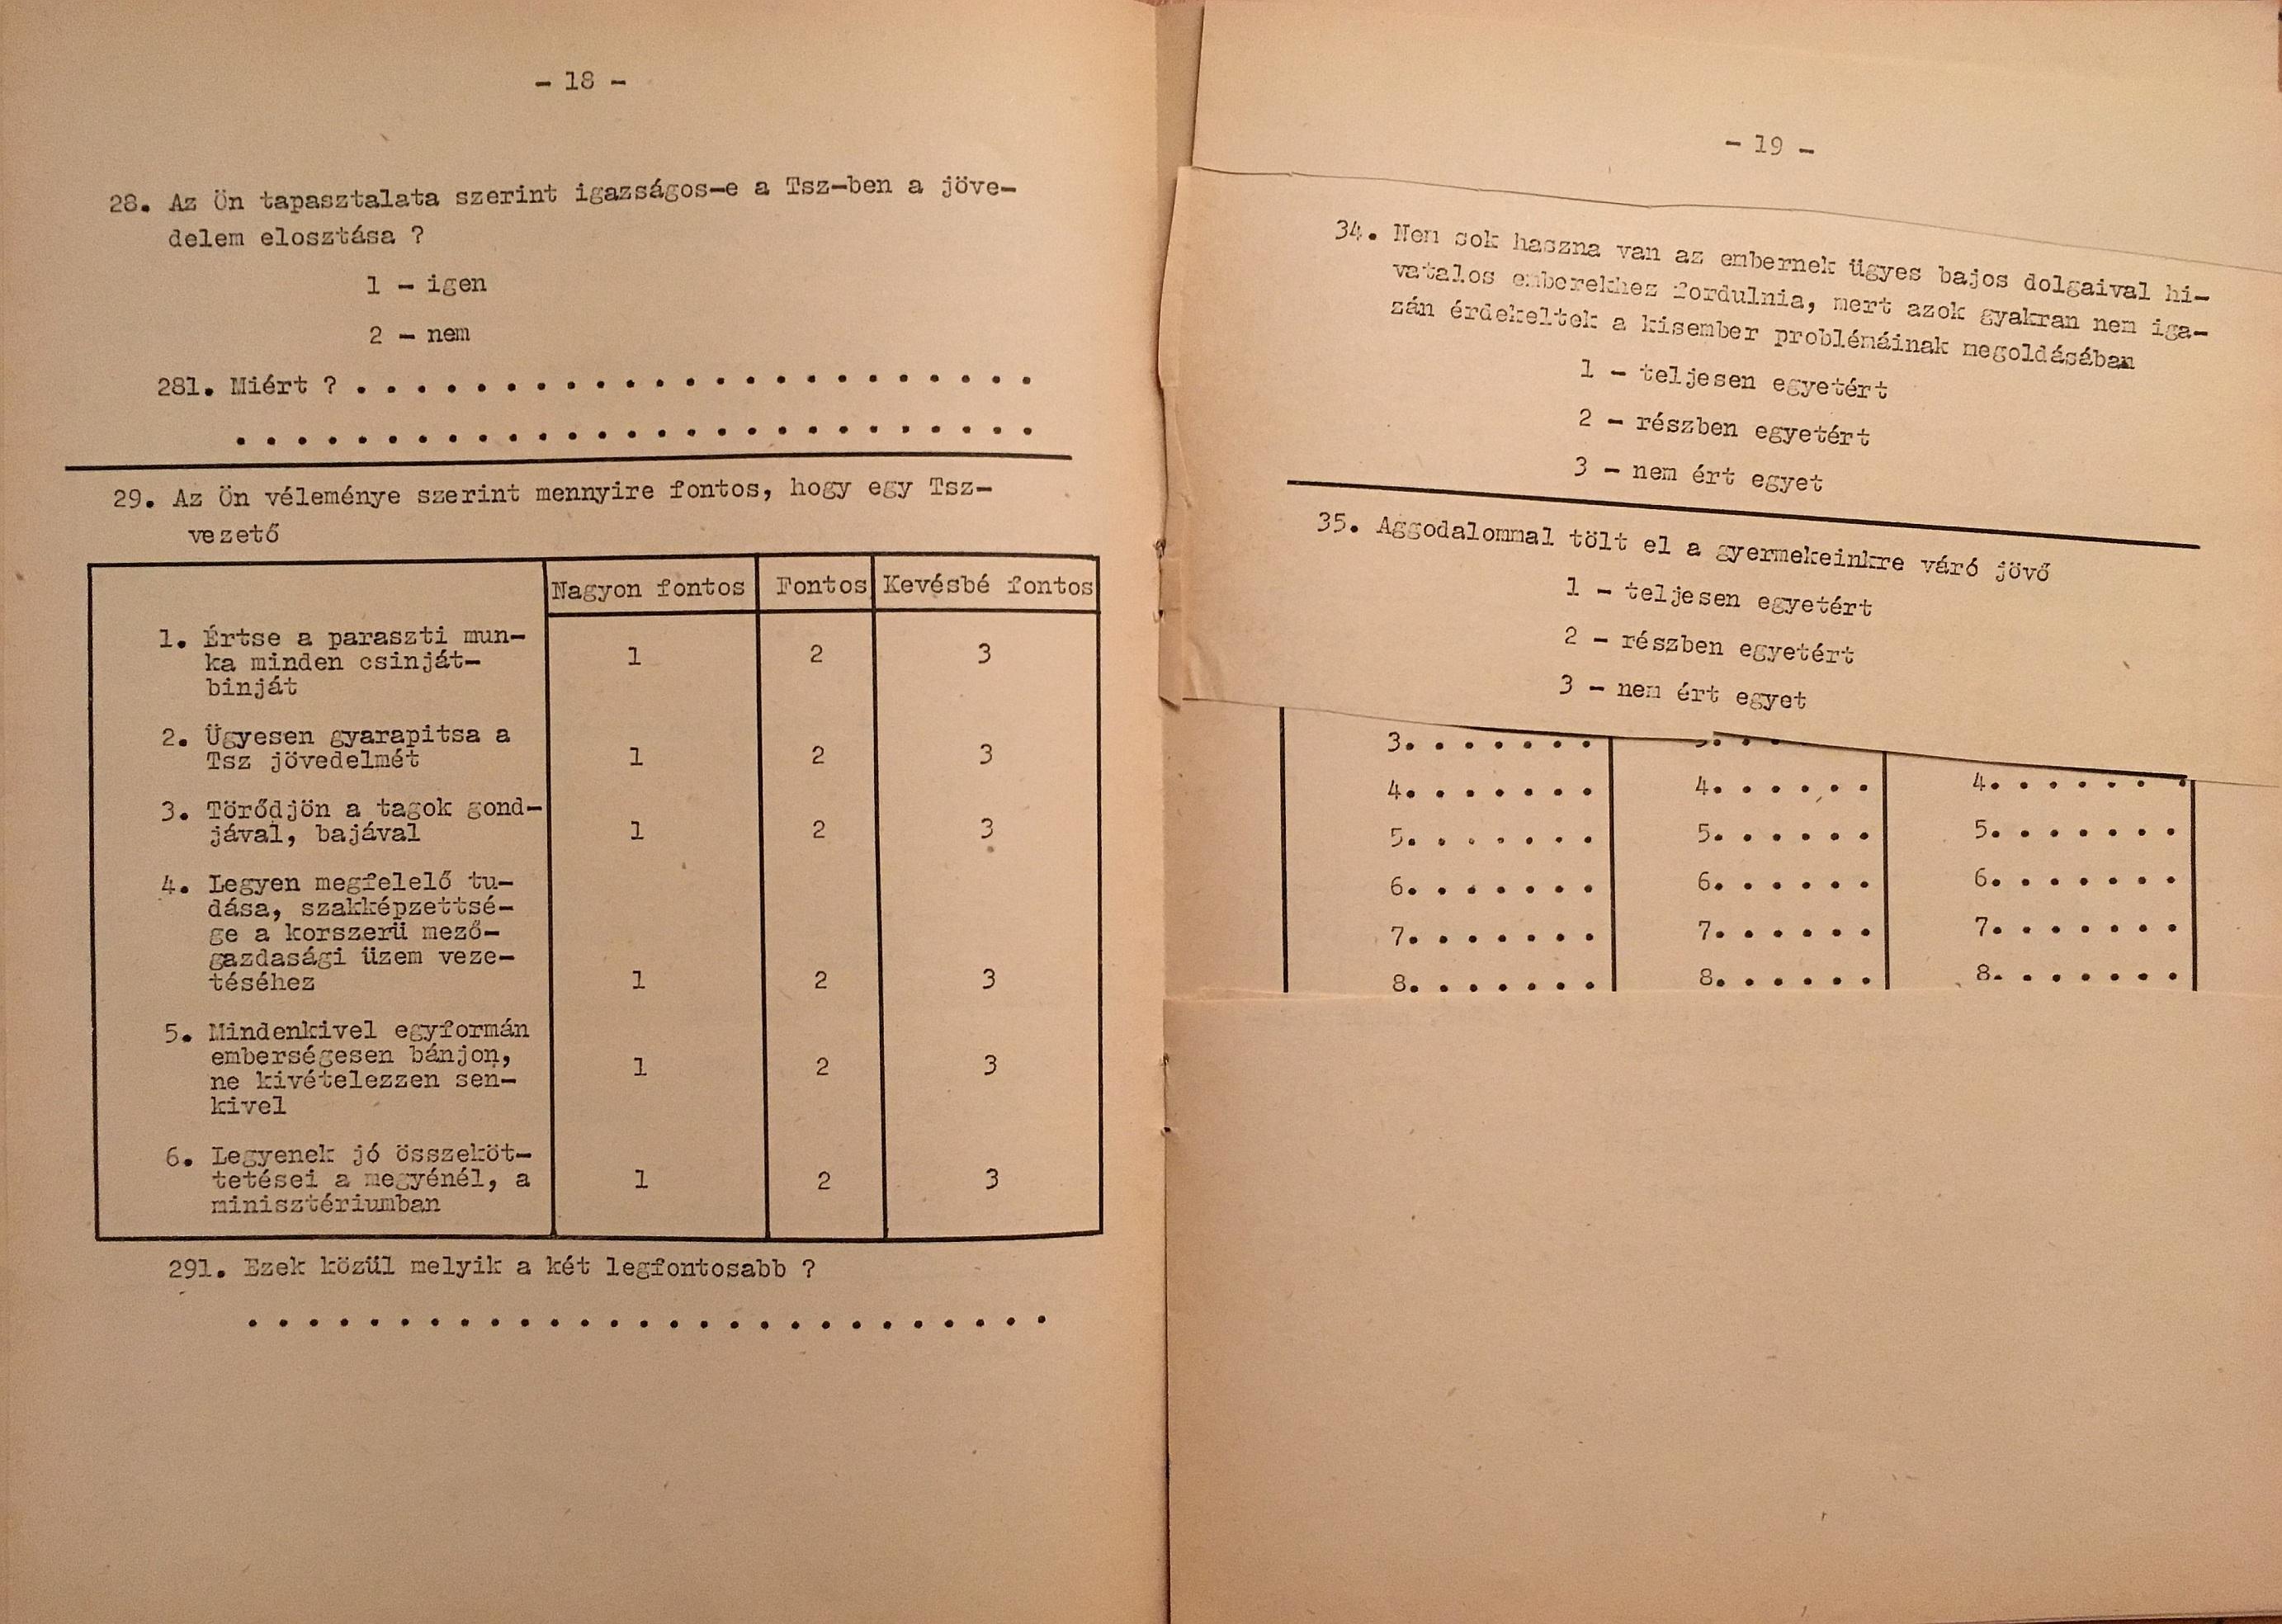 - 18 -
28. Az Ön tapasztalata szerint igazságos-e a Tsz-ben a jöve-
delem elosztása ?
1 - igen
2 - nem
281. Miért ? . . . . . . . . . . . . . . . . . . . . . . .
. . . . . . . . . . . . . . . . . . . . . . . . . . .
29. Az Ön véleménye szerint mennyire fontos, hogy egy Tsz-
vezető
Nagyon fontos Fontos Kevésbé fontos
1. Értse a paraszti mun-
ka minden csinját- 1 2 3
binját
2. Ügyesen gyarapitsa a
Tsz jövedelmét 1 2 3
3. Törődjön a tagok gond-
jával, bajával 1 2 3
4. Legyen megfelelő tu-
dása, szakképzettsé-
ge a korszerü mező-
gazdasági üzem veze-
téséhez 1 2 3
5. Mindenkivel egyformán
emberségesen bánjon, 1 2 3
ne kivételezzen sen-
kivel
6. Legyenek jó összeköt-
tetései a megyénél, a 1 2 3
minisztériumban
291. Ezek közül melyik a két legfontosabb ?
. . . . . . . . . . . . . . . . . . . . . . . . . . .
- 19 -
34. Nem sok haszna van az embernek ügyes bajos dolgaival hi-
vatalos emberekhez fordulnia, mert azok gyakran nem iga-
zán érdekeltek a kisember problémáinak megoldásában
1 - teljesen egyetért
2 - részben egyetért
3 - nem ért egyet
35. Aggodalommal tölt el a gyermekeinkre váró jövő
1 - teljesen egyetért
2 - részben egyetért
3 - nem ért egyet
3. . . . . . .
4. . . . . . . 4. . . . . . 4. . . . . . .
5. . . . . . . 5. . . . . . 5. . . . . . .
6. . . . . . . 6. . . . . . 6. . . . . . .
7. . . . . . . 7. . . . . . 7. . . . . . .
8. . . . . . . 8. . . . . . 8. . . . . . .